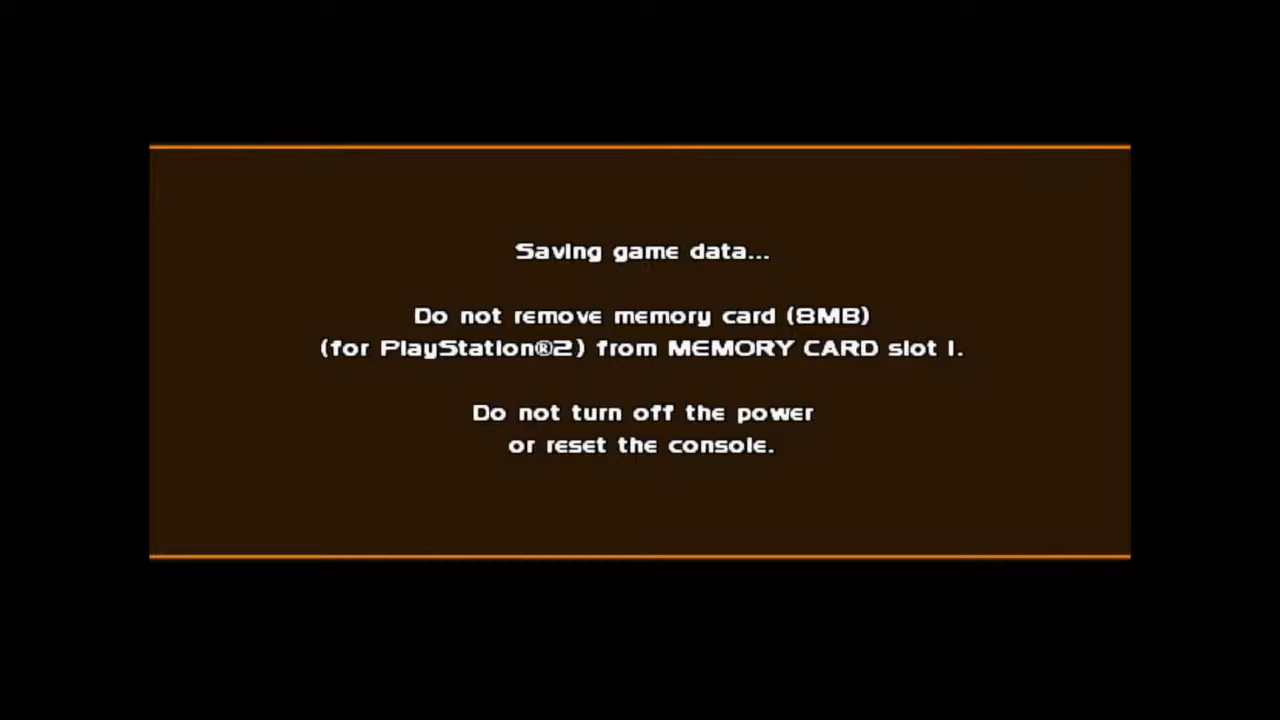 Saving game data...
Do not remove memory card (8MB)
(for PlayStation®2) from MEMORY CARD slot 1.
Do not turn off the power
or reset the console.